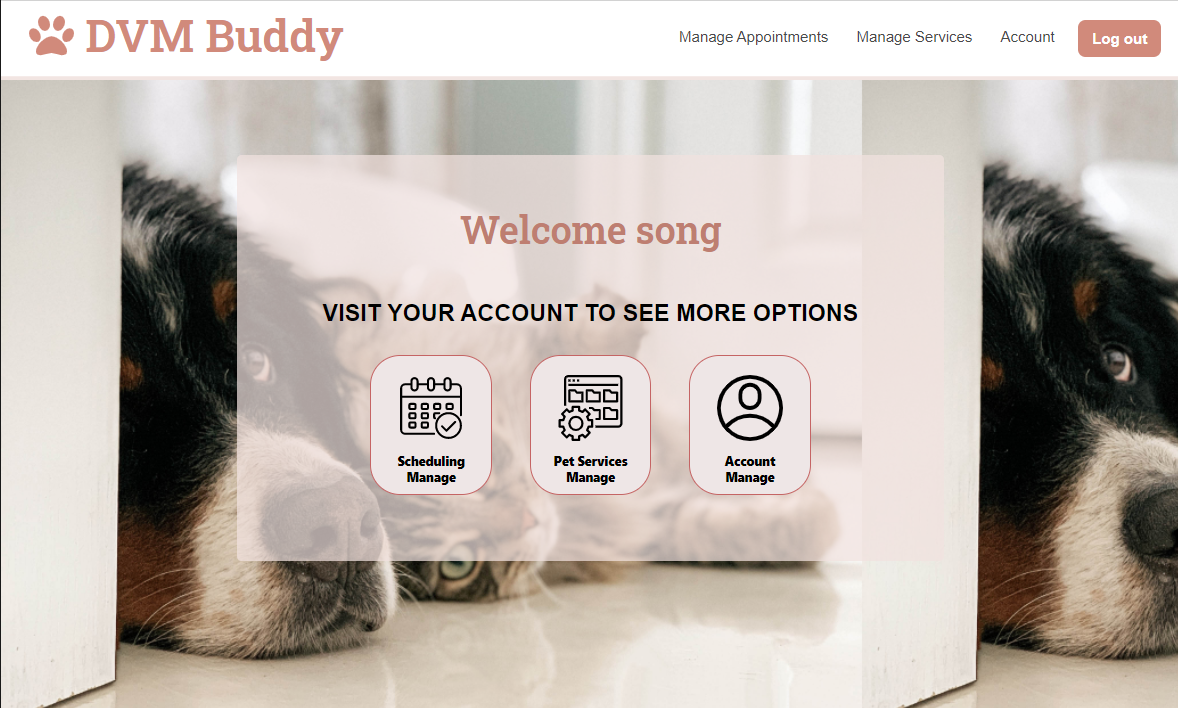 DVM Buddy
Manage Appointments
Manage Services
Account
Log out
Welcome song
VISIT YOUR ACCOUNT TO SEE MORE OPTIONS
Scheduling
Manage
Pet Services
Manage
Account
Manage